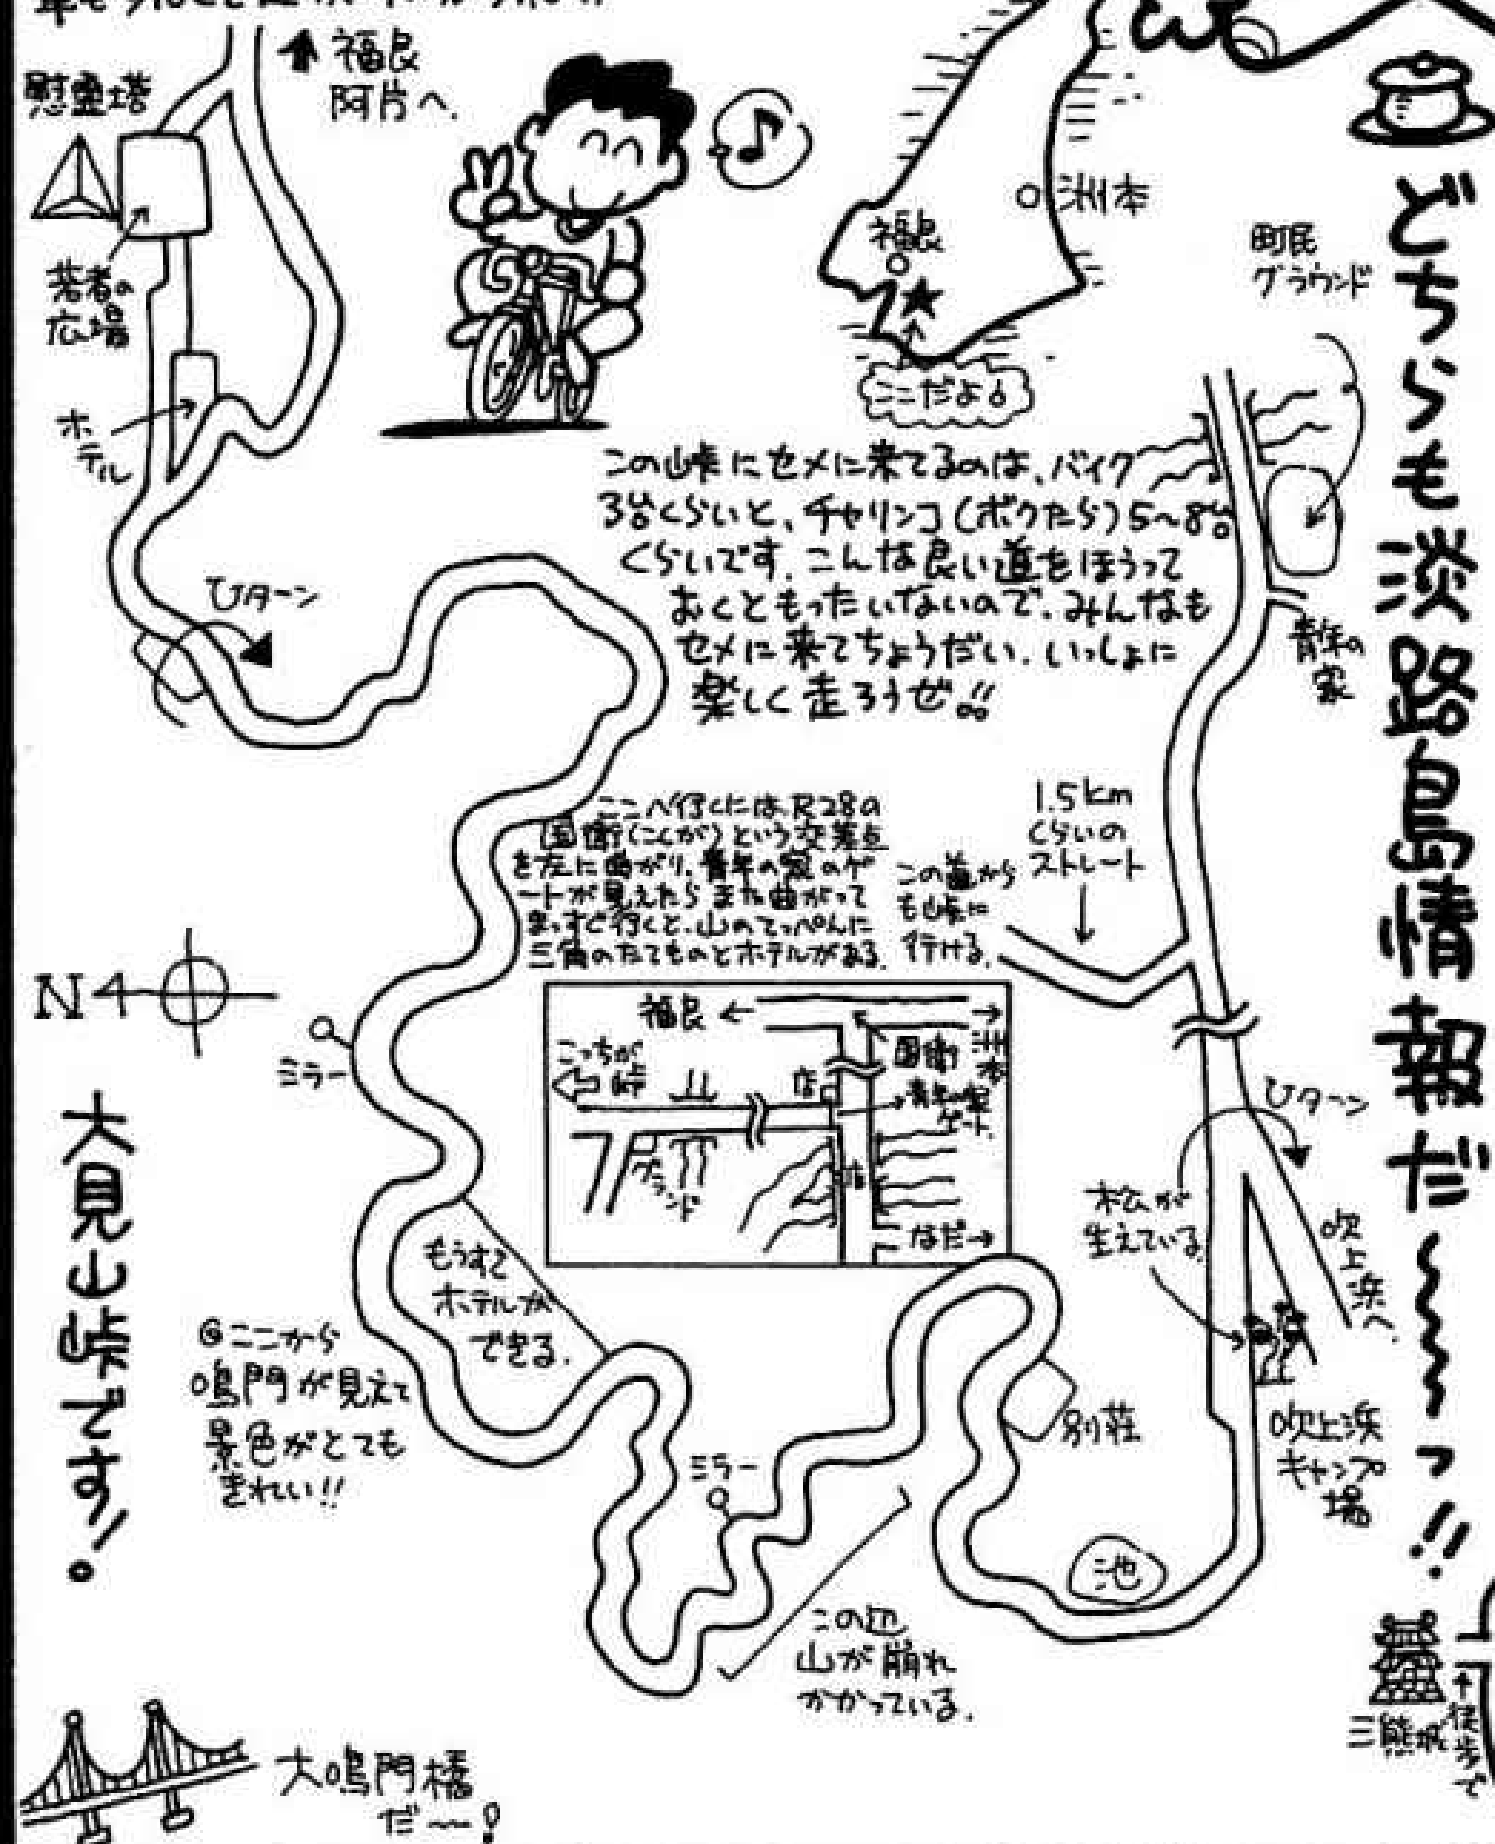 ↑福良
阿片へ.
慰霊塔
若者の
広場
ホ
テル
Uターン
洲本
福良
ここだよ
町民
グラウンド
どちらも淡路島情報だ〜〜〜っ!!
この峠にセメに来てるのは、バイク
3台くらいと、チャリンコ(ボクたち)5〜8台
くらいです.こんな良い道をほうって
おくともったいないので、みんなも
セメに来てちょうだい.いっしょに
楽しく走ろうぜ!!
青年の
家
1.5km
くらいの
ストレート
ここへ行くには、R28の
国衙(こくが)という交差点
を左に曲がり、青年の家のゲ
ートが見えたらまた曲がって
まっすぐ行くと、山のてっぺんに
三角のたてものとホテルがある.
この道から
も峠に
行ける.
N
ミラー
大見山峠です!
福良←
→洲本
国衙
こっちが
峠
山
店
青年の家
ゲート.
グランド
なだ→
Uターン
松が
生えている.
吹上浜へ.
吹上浜
キャンプ
場
もうすぐ
ホテルが
できる.
◎ここから
鳴門が見えて
景色がとても
きれい!!
ミラー
別荘
池
この辺
山が崩れ
かかっている.
三熊城
徒歩で
大鳴門橋
だ〜!